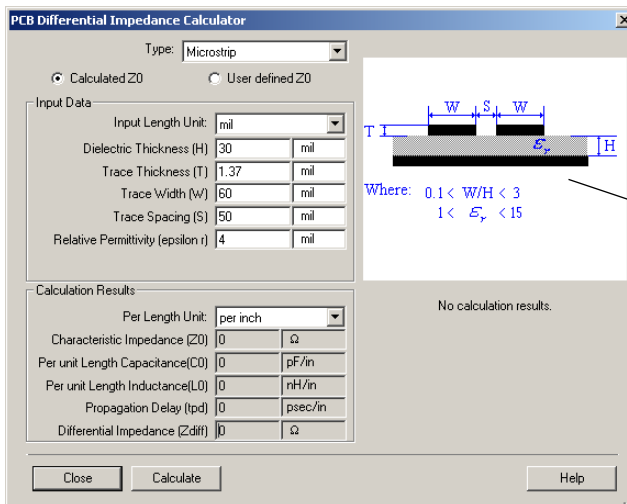 PCB Differential Impedance Calculator
Type: Microstrip
Calculated Z0 User defined Z0
Input Data
Input Length Unit: mil
Dielectric Thickness (H) 30 mil
Trace Thickness (T) 1.37 mil
Trace Width (W) 60 mil
Trace Spacing (S) 50 mil
Relative Permittivity (epsilon r) 4 mil
W S W
T
εr H
Where: 0.1 < W/H < 3
1 < εr < 15
Calculation Results
Per Length Unit: per inch
Characteristic Impedance (Z0) 0 Ω
Per unit Length Capacitance(C0) 0 pF/in
Per unit Length Inductance(L0) 0 nH/in
Propagation Delay (tpd) 0 psec/in
Differential Impedance (Zdiff) 0 Ω
No calculation results.
Close Calculate Help